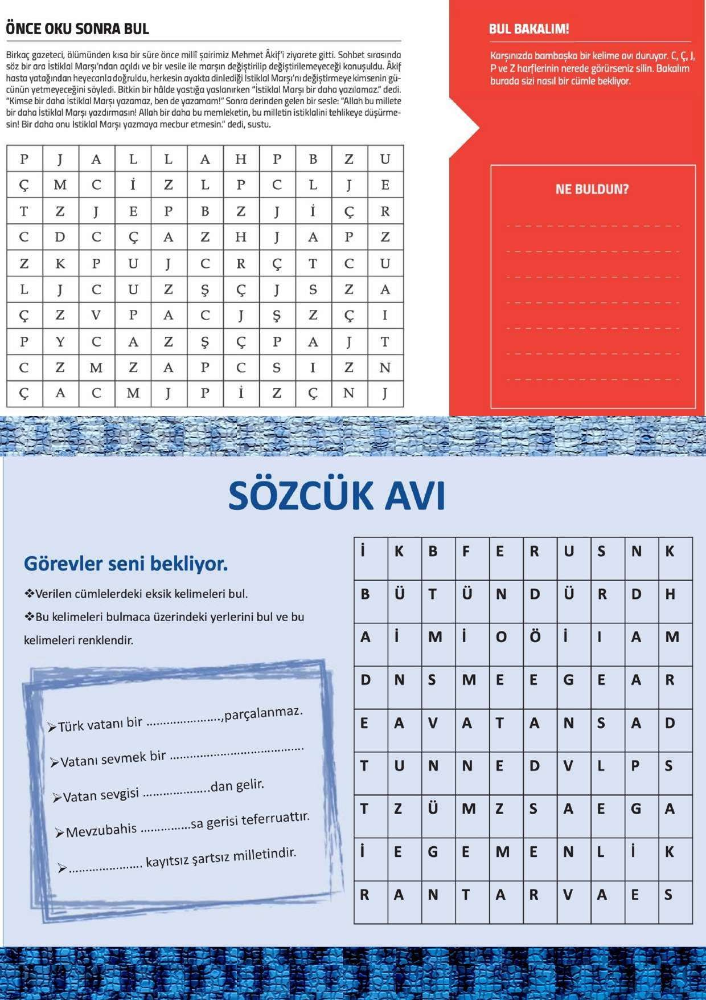 ÖNCE OKU SONRA BUL
Birkaç gazeteci, ölümünden kısa bir süre önce millî şairimiz Mehmet Âkif'i ziyarete gitti. Sohbet sırasında
söz bir ara İstiklal Marşı'ndan açıldı ve bir vesile ile marşın değiştirilip değiştirilemeyeceği konuşuldu. Âkif
hasta yatağından heyecanla doğruldu, herkesin ayakta dinlediği İstiklal Marşı'nı değiştirmeye kimsenin gü-
cünün yetmeyeceğini söyledi. Bitkin bir hâlde yastığa yaslanırken "İstiklal Marşı bir daha yazılamaz." dedi.
"Kimse bir daha İstiklal Marşı yazamaz, ben de yazamam!" Sonra derinden gelen bir sesle: "Allah bu millete
bir daha İstiklal Marşı yazdırmasın! Allah bir daha bu memleketin, bu milletin istiklalini tehlikeye düşürme-
sin! Bir daha onu İstiklal Marşı yazmaya mecbur etmesin." dedi, sustu.
P J A L L A H P B Z U
Ç M C İ Z L P C L J E
T Z J E P B Z J İ Ç R
C D C Ç A Z H J A P Z
Z K P U J C R Ç T C U
L J C U Z Ş Ç J S Z A
Ç Z V P A C J Ş Z Ç I
P Y C A Z Ş Ç P A J T
C Z M Z A P C S I Z N
Ç A C M J P İ Z Ç N J
BUL BAKALIM!
Karşınızda bambaşka bir kelime avı duruyor. C, Ç, J,
P ve Z harflerinin nerede görürseniz silin. Bakalım
burada sizi nasıl bir cümle bekliyor.
NE BULDUN?
SÖZCÜK AVI
Görevler seni bekliyor.
❖Verilen cümlelerdeki eksik kelimeleri bul.
❖Bu kelimeleri bulmaca üzerindeki yerlerini bul ve bu
kelimeleri renklendir.
➢Türk vatanı bir ......................,parçalanmaz.
➢Vatanı sevmek bir ........................................
➢Vatan sevgisi ....................dan gelir.
➢Mevzubahis ...............sa gerisi teferruattır.
➢...................... kayıtsız şartsız milletindir.
İ K B F E R U S N K
B Ü T Ü N D Ü R D H
A İ M İ O Ö İ I A M
D N S M E E G E A R
E A V A T A N S A D
T U N N E D V L P S
T Z Ü M Z S A E G A
İ E G E M E N L İ K
R A N T A R V A E S